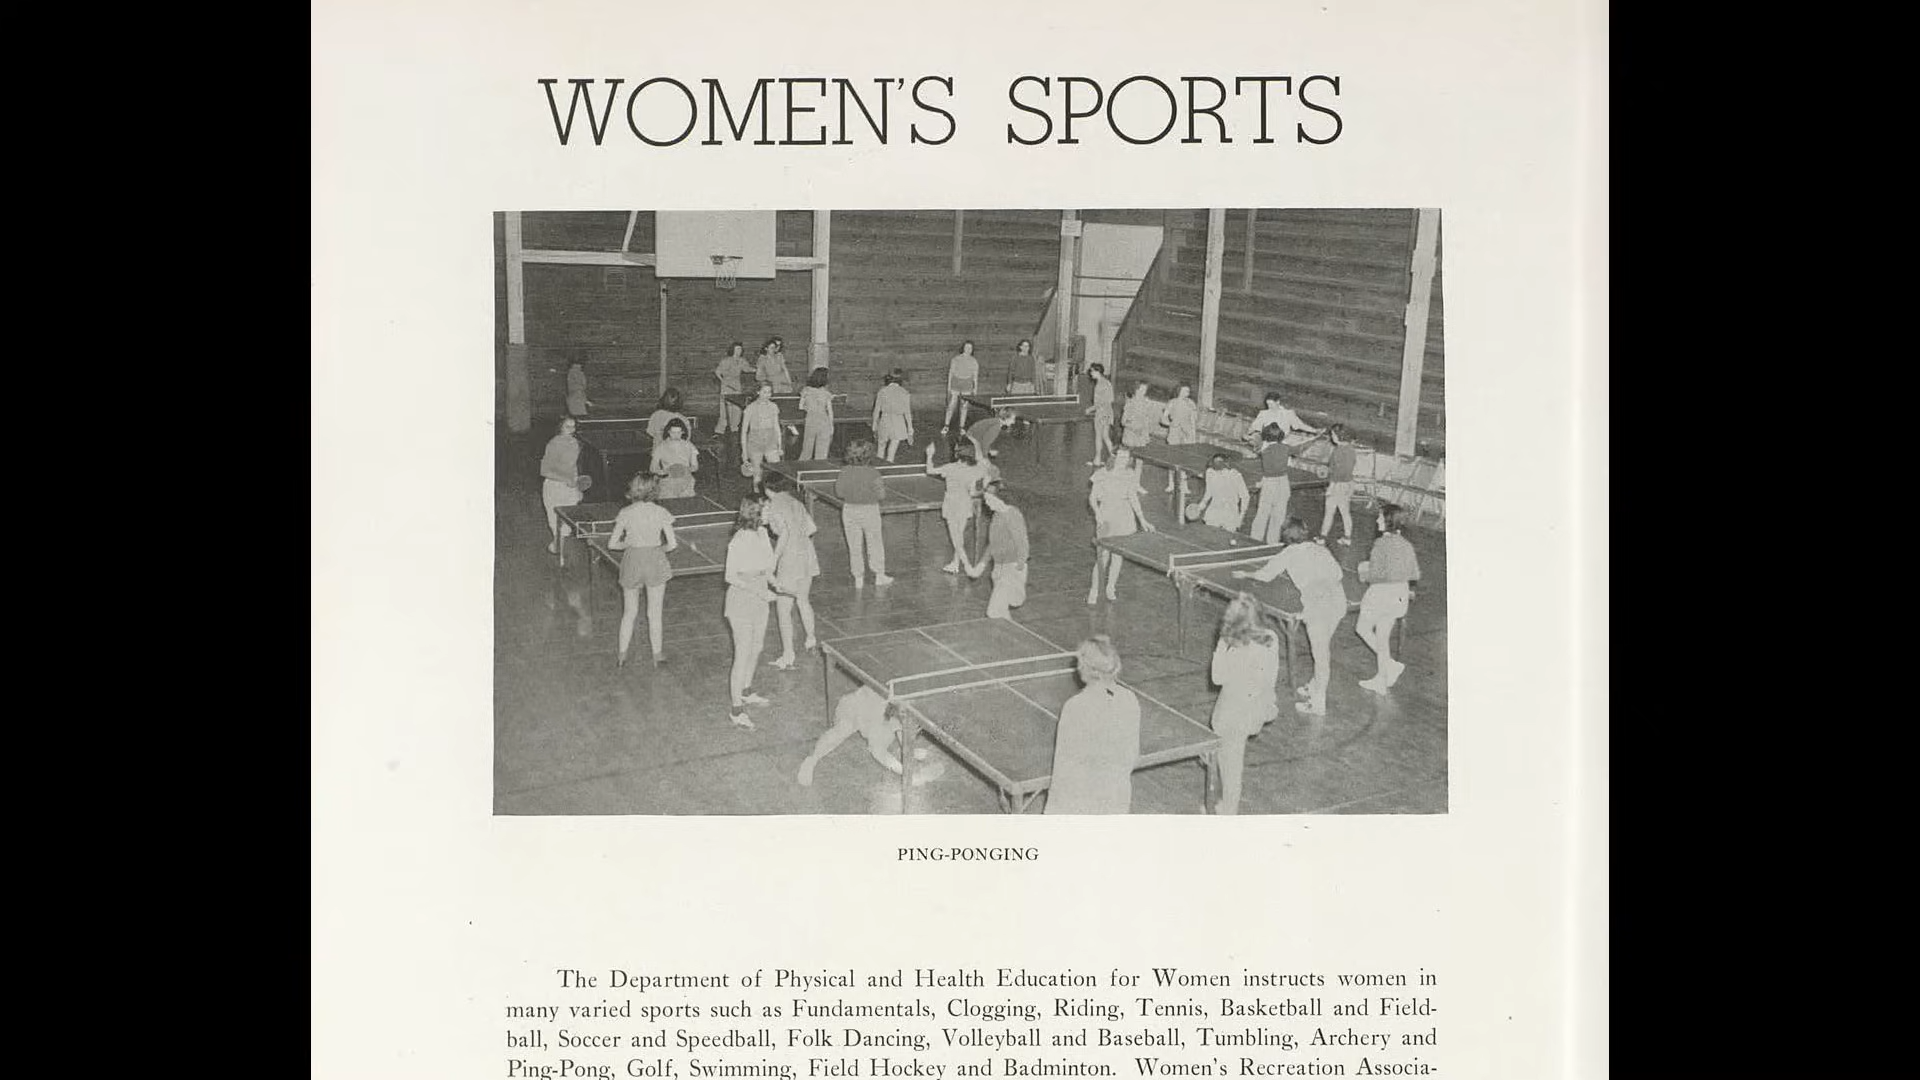 WOMEN'S SPORTS
PING-PONGING
The Department of Physical and Health Education for Women instructs women in
many varied sports such as Fundamentals, Clogging, Riding, Tennis, Basketball and Field-
ball, Soccer and Speedball, Folk Dancing, Volleyball and Baseball, Tumbling, Archery and
Ping-Pong, Golf, Swimming, Field Hockey and Badminton. Women's Recreation Associa-